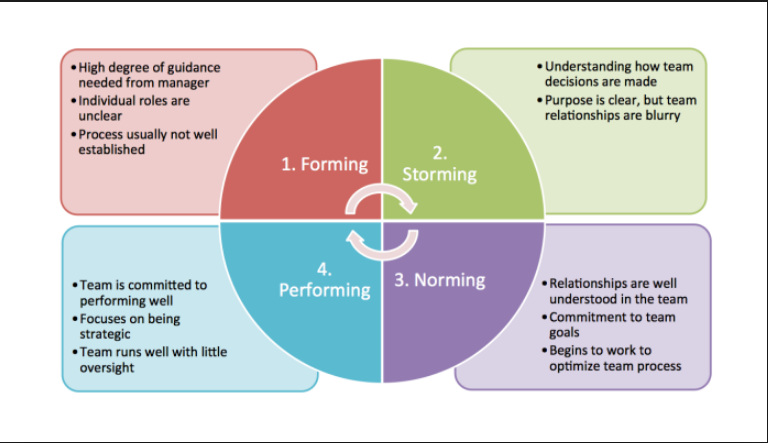 • High degree of guidance
needed from manager
• Individual roles are
unclear
• Process usually not well
established
1. Forming
2.
Storming
• Understanding how team
decisions are made
• Purpose is clear, but team
relationships are blurry
• Team is committed to
performing well
• Focuses on being
strategic
• Team runs well with little
oversight
4.
Performing
3. Norming
• Relationships are well
understood in the team
• Commitment to team
goals
• Begins to work to
optimize team process